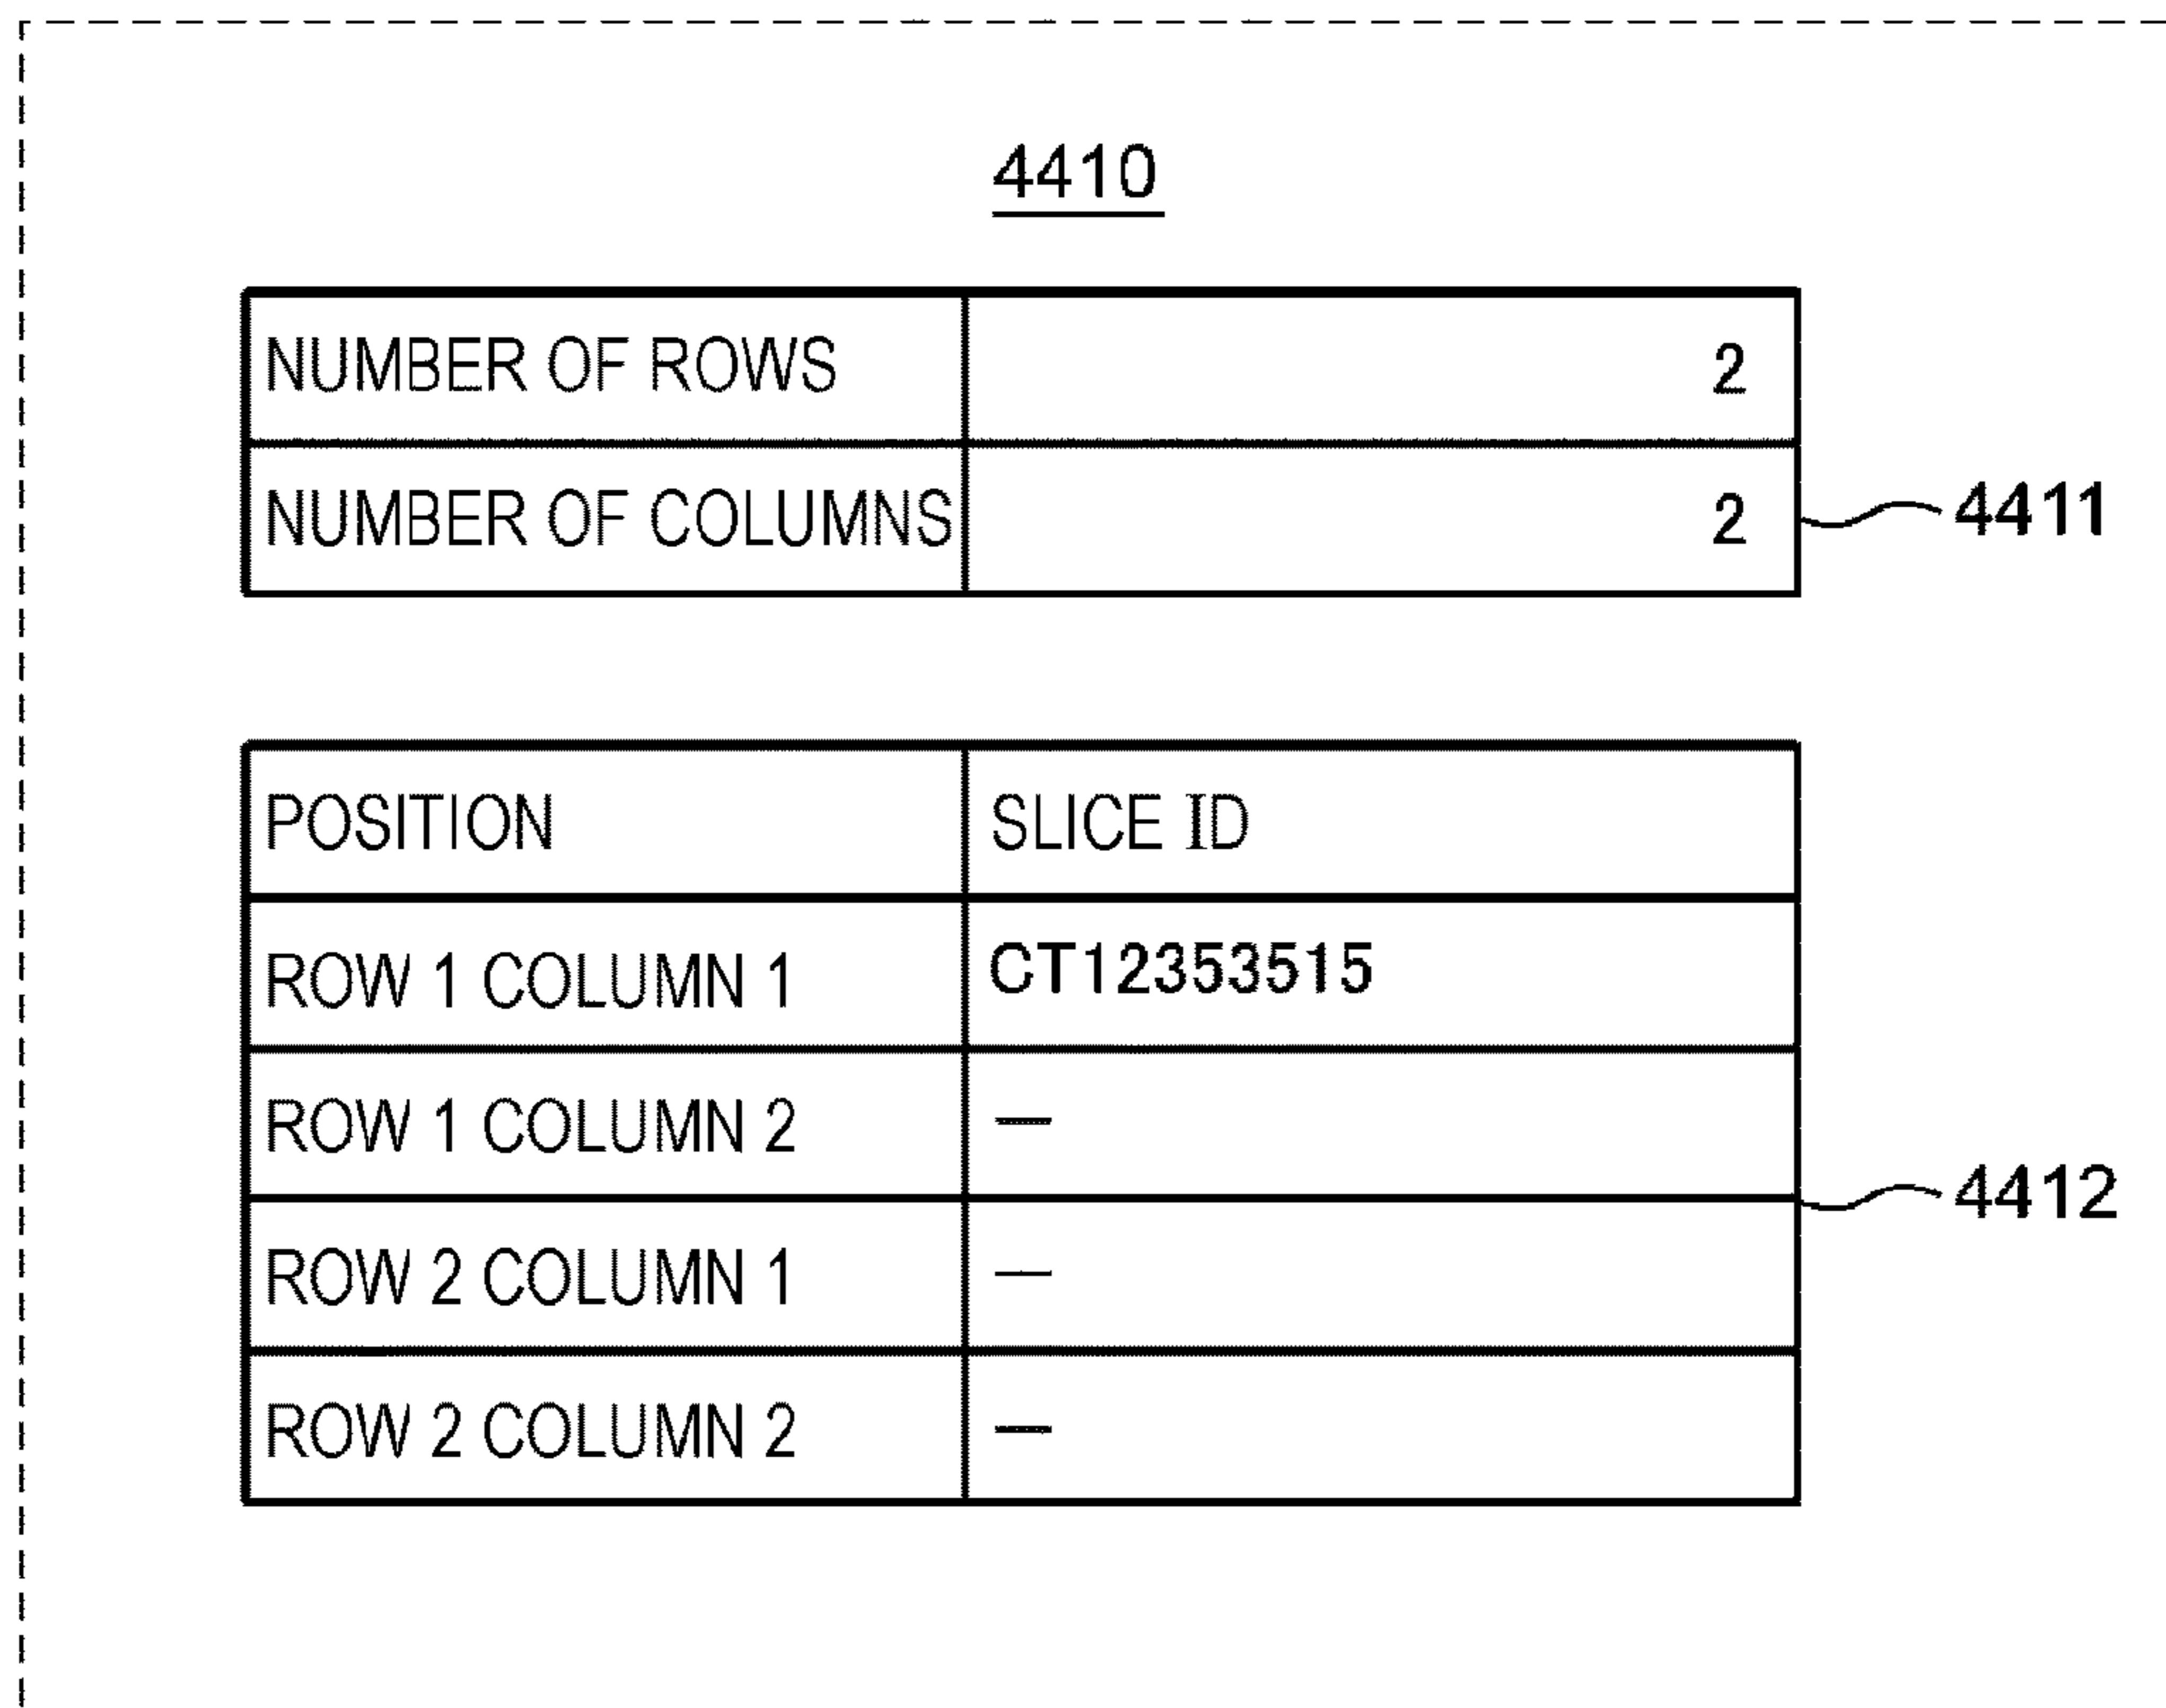 4410
NUMBER OF ROWS 2
NUMBER OF COLUMNS 2
4411
POSITION SLICE ID
ROW 1 COLUMN 1 CT12353515
ROW 1 COLUMN 2 —
4412
ROW 2 COLUMN 1 —
ROW 2 COLUMN 2 —